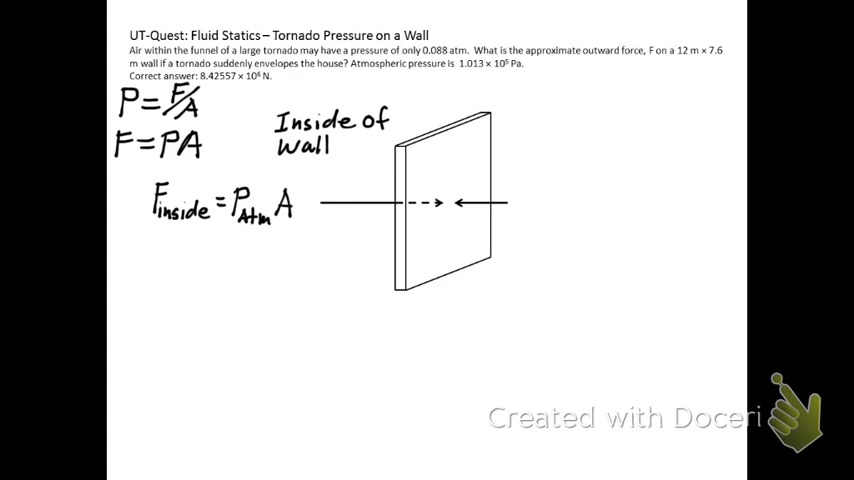 UT-Quest: Fluid Statics – Tornado Pressure on a Wall
Air within the funnel of a large tornado may have a pressure of only 0.088 atm. What is the approximate outward force, F on a 12 m × 7.6
m wall if a tornado suddenly envelopes the house? Atmospheric pressure is 1.013 × 10⁵ Pa.
Correct answer: 8.42557 × 10⁶ N.
P=F/A
F=PA
Inside of
Wall
Finside = PAtm A
Created with Doceri